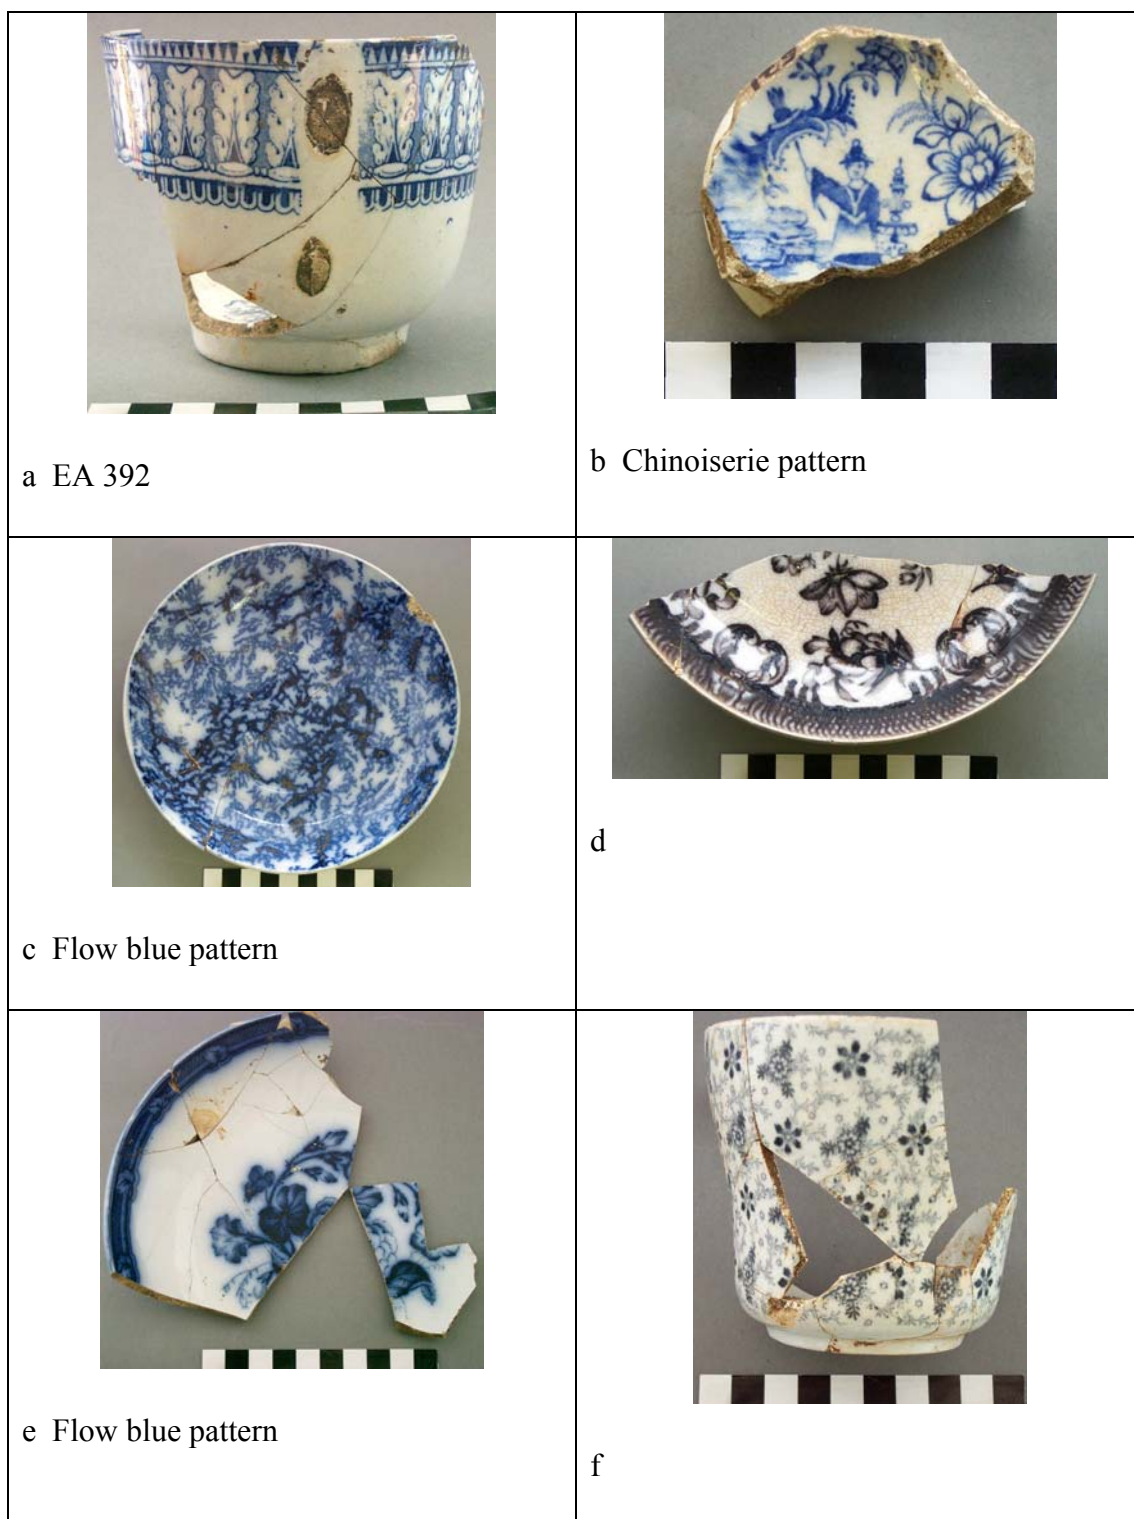 a EA 392
b Chinoiserie pattern
c Flow blue pattern
d
e Flow blue pattern
f